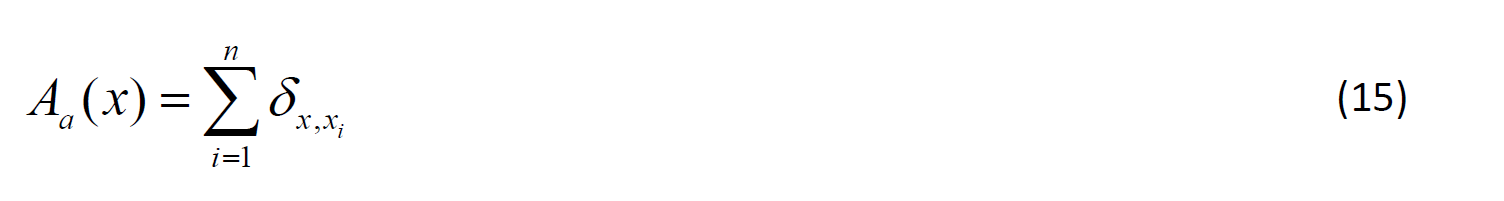 A_a(x) = \sum_{i=1}^{n} \delta_{x,x_i} (15)